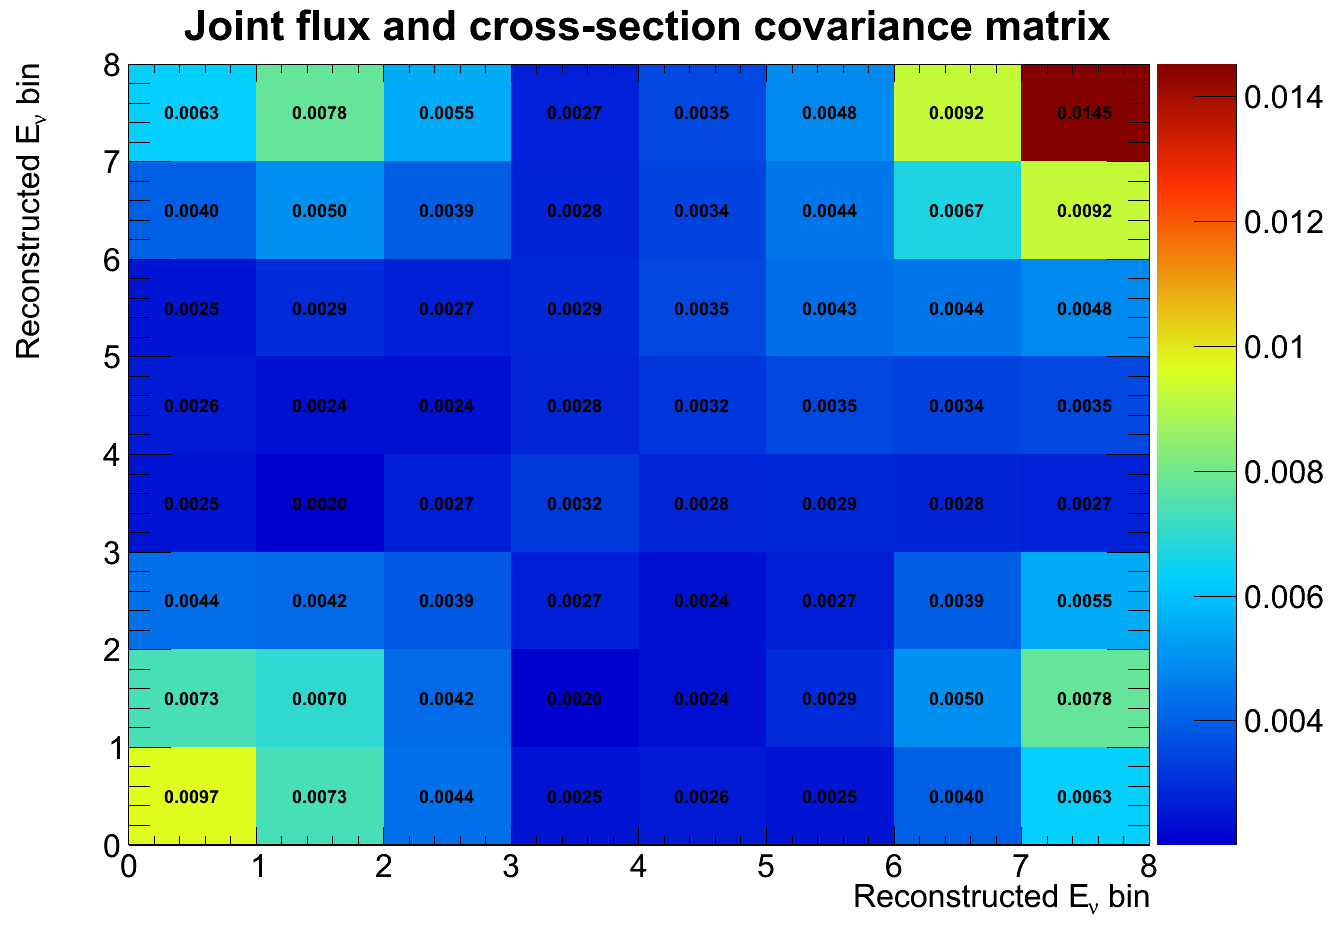 Joint flux and cross-section covariance matrix
Reconstructed Eν bin
8
0.0063 0.0078 0.0055 0.0027 0.0035 0.0048 0.0092 0.0145
0.014
7
0.0040 0.0050 0.0039 0.0028 0.0034 0.0044 0.0067 0.0092
0.012
6
0.0025 0.0029 0.0027 0.0029 0.0035 0.0043 0.0044 0.0048
0.01
5
0.0026 0.0024 0.0024 0.0028 0.0032 0.0035 0.0034 0.0035
4
0.008
0.0025 0.0020 0.0027 0.0032 0.0028 0.0029 0.0028 0.0027
3
0.006
0.0044 0.0042 0.0039 0.0027 0.0024 0.0027 0.0039 0.0055
2
0.0073 0.0070 0.0042 0.0020 0.0024 0.0029 0.0050 0.0078
0.004
1
0.0097 0.0073 0.0044 0.0025 0.0026 0.0025 0.0040 0.0063
0
0 1 2 3 4 5 6 7 8
Reconstructed Eν bin